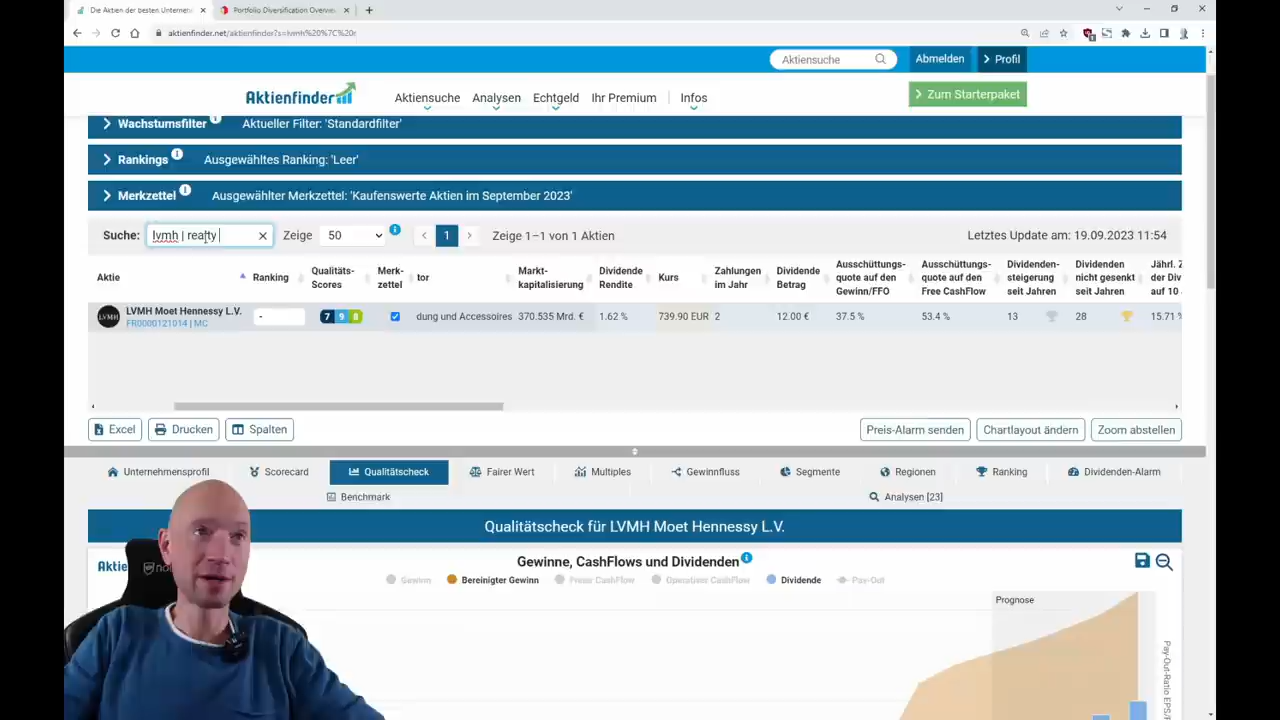 Die Aktien der besten Unterneh
Portfolio Diversification Overvie
aktienfinder.net/aktienfinder?s=lvmh%20%7C%20r
Aktiensuche
Abmelden
Profil
Aktienfinder
Aktiensuche
Analysen
Echtgeld
Ihr Premium
Infos
Zum Starterpaket
Wachstumsfilter
Aktueller Filter: 'Standardfilter'
Rankings
Ausgewähltes Ranking: 'Leer'
Merkzettel
Ausgewählter Merkzettel: 'Kaufenswerte Aktien im September 2023'
Suche:
lvmh | realty
Zeige
50
1
Zeige 1–1 von 1 Aktien
Letztes Update am: 19.09.2023 11:54
Aktie
Ranking
Qualitäts-
Scores
Merk-
zettel
tor
Markt-
kapitalisierung
Dividende
Rendite
Kurs
Zahlungen
im Jahr
Dividende
Betrag
Ausschüttungs-
quote auf den
Gewinn/FFO
Ausschüttungs-
quote auf den
Free CashFlow
Dividenden-
steigerung
seit Jahren
Dividenden
nicht gesenkt
seit Jahren
Jährl. 
der Div
auf 10
LVMH
LVMH Moet Hennessy L.V.
FR0000121014 | MC
-
7 9 8
dung und Accessoires
370.535 Mrd. €
1.62 %
739.90 EUR
2
12.00 €
37.5 %
53.4 %
13
28
15.71 %
Excel
Drucken
Spalten
Preis-Alarm senden
Chartlayout ändern
Zoom abstellen
Unternehmensprofil
Scorecard
Qualitätscheck
Fairer Wert
Multiples
Gewinnfluss
Segmente
Regionen
Ranking
Dividenden-Alarm
Benchmark
Analysen [23]
Qualitätscheck für LVMH Moet Hennessy L.V.
Aktie
Gewinne, CashFlows und Dividenden
Gewinn
Bereinigter Gewinn
Freier CashFlow
Operativer CashFlow
Dividende
Pay-Out
Prognose
Pay-Out-Ratio EPS/F